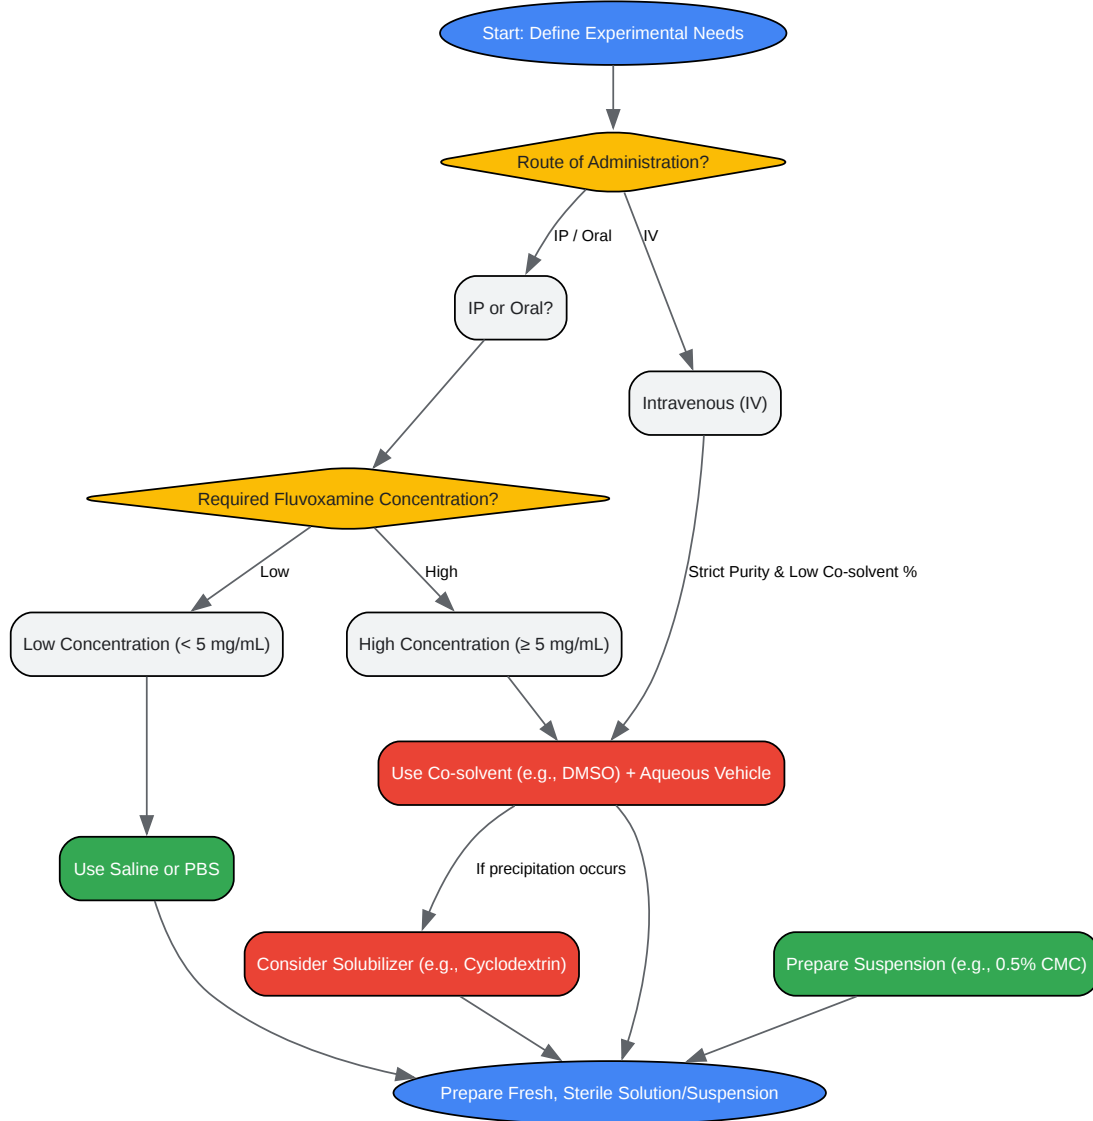 Start: Define Experimental Needs
Route of Administration?
IP / Oral
IV
IP or Oral?
Intravenous (IV)
Required Fluvoxamine Concentration?
Low
High
Strict Purity & Low Co-solvent %
Low Concentration (< 5 mg/mL)
High Concentration (≥ 5 mg/mL)
Use Co-solvent (e.g., DMSO) + Aqueous Vehicle
Use Saline or PBS
If precipitation occurs
Consider Solubilizer (e.g., Cyclodextrin)
Prepare Suspension (e.g., 0.5% CMC)
Prepare Fresh, Sterile Solution/Suspension